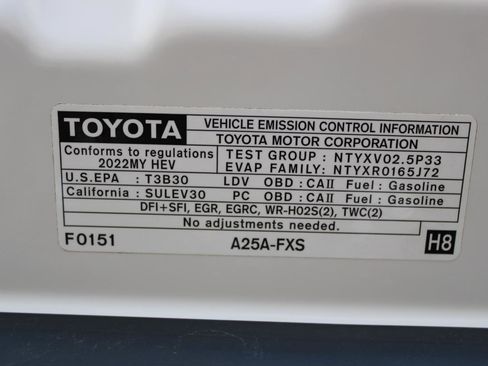 TOYOTA
VEHICLE EMISSION CONTROL INFORMATION
TOYOTA MOTOR CORPORATION
Conforms to regulations
2022MY HEV
TEST GROUP : NTYXV02.5P33
EVAP FAMILY : NTYXR0165J72
U.S.EPA : T3B30 LDV OBD : CAII Fuel : Gasoline
California : SULEV30 PC OBD : CAII Fuel : Gasoline
DFI+SFI, EGR, EGRC, WR-HO2S(2), TWC(2)
No adjustments needed.
F0151 A25A-FXS H8